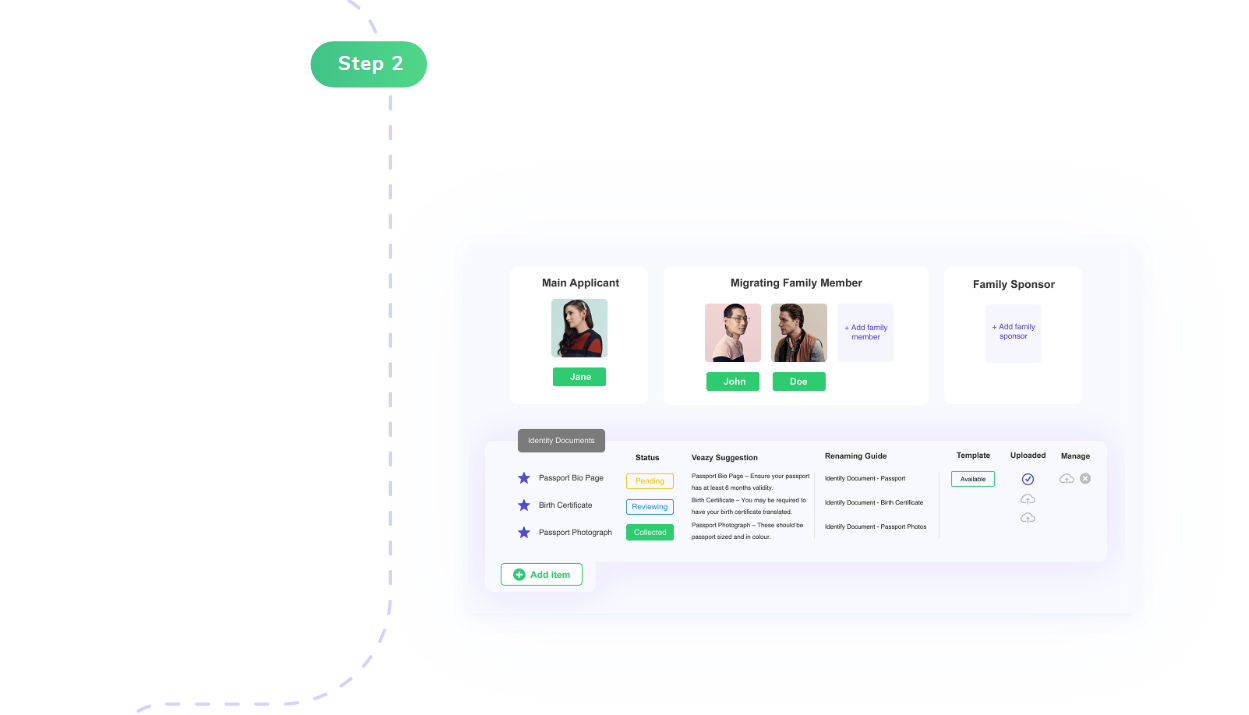 Step 2
Main Applicant
Jane
Migrating Family Member
+ Add family
member
John
Doe
Family Sponsor
+ Add family
sponsor
Identity Documents
Status
Veazy Suggestion
Renaming Guide
Template
Uploaded
Manage
Passport Bio Page
Pending
Passport Bio Page – Ensure your passport
has at least 6 months validity.
Identify Document - Passport
Available
Birth Certificate
Reviewing
Birth Certificate – You may be required to
have your birth certificate translated.
Identify Document - Birth Certificate
Passport Photograph
Collected
Passport Photograph – These should be
passport sized and in colour.
Identify Document - Passport Photos
Add item